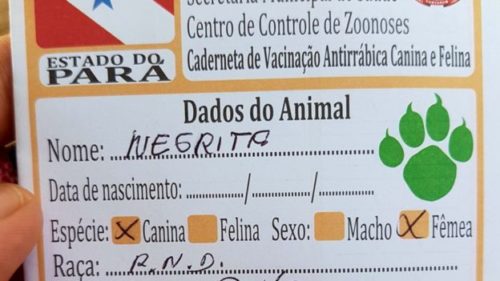 Centro de Controle de Zoonoses
Caderneta de Vacinação Antirrábica Canina e Felina
ESTADO DO
PARÁ
Dados do Animal
Nome: NEGRITA
Data de nascimento: ....../....../......
Espécie: X Canina Felina Sexo: Macho X Fêmea
Raça: R.N.D.